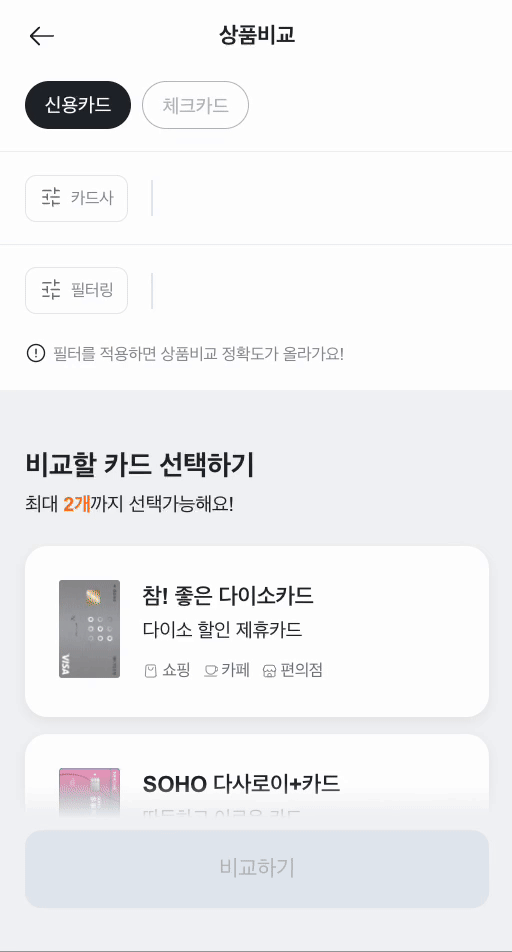 상품비교
신용카드 체크카드
카드사
필터링
필터를 적용하면 상품비교 정확도가 올라가요!
비교할 카드 선택하기
최대 2개까지 선택가능해요!
참! 좋은 다이소카드
다이소 할인 제휴카드
쇼핑 카페 편의점
VISA
SOHO 다사로이+카드
비교하기